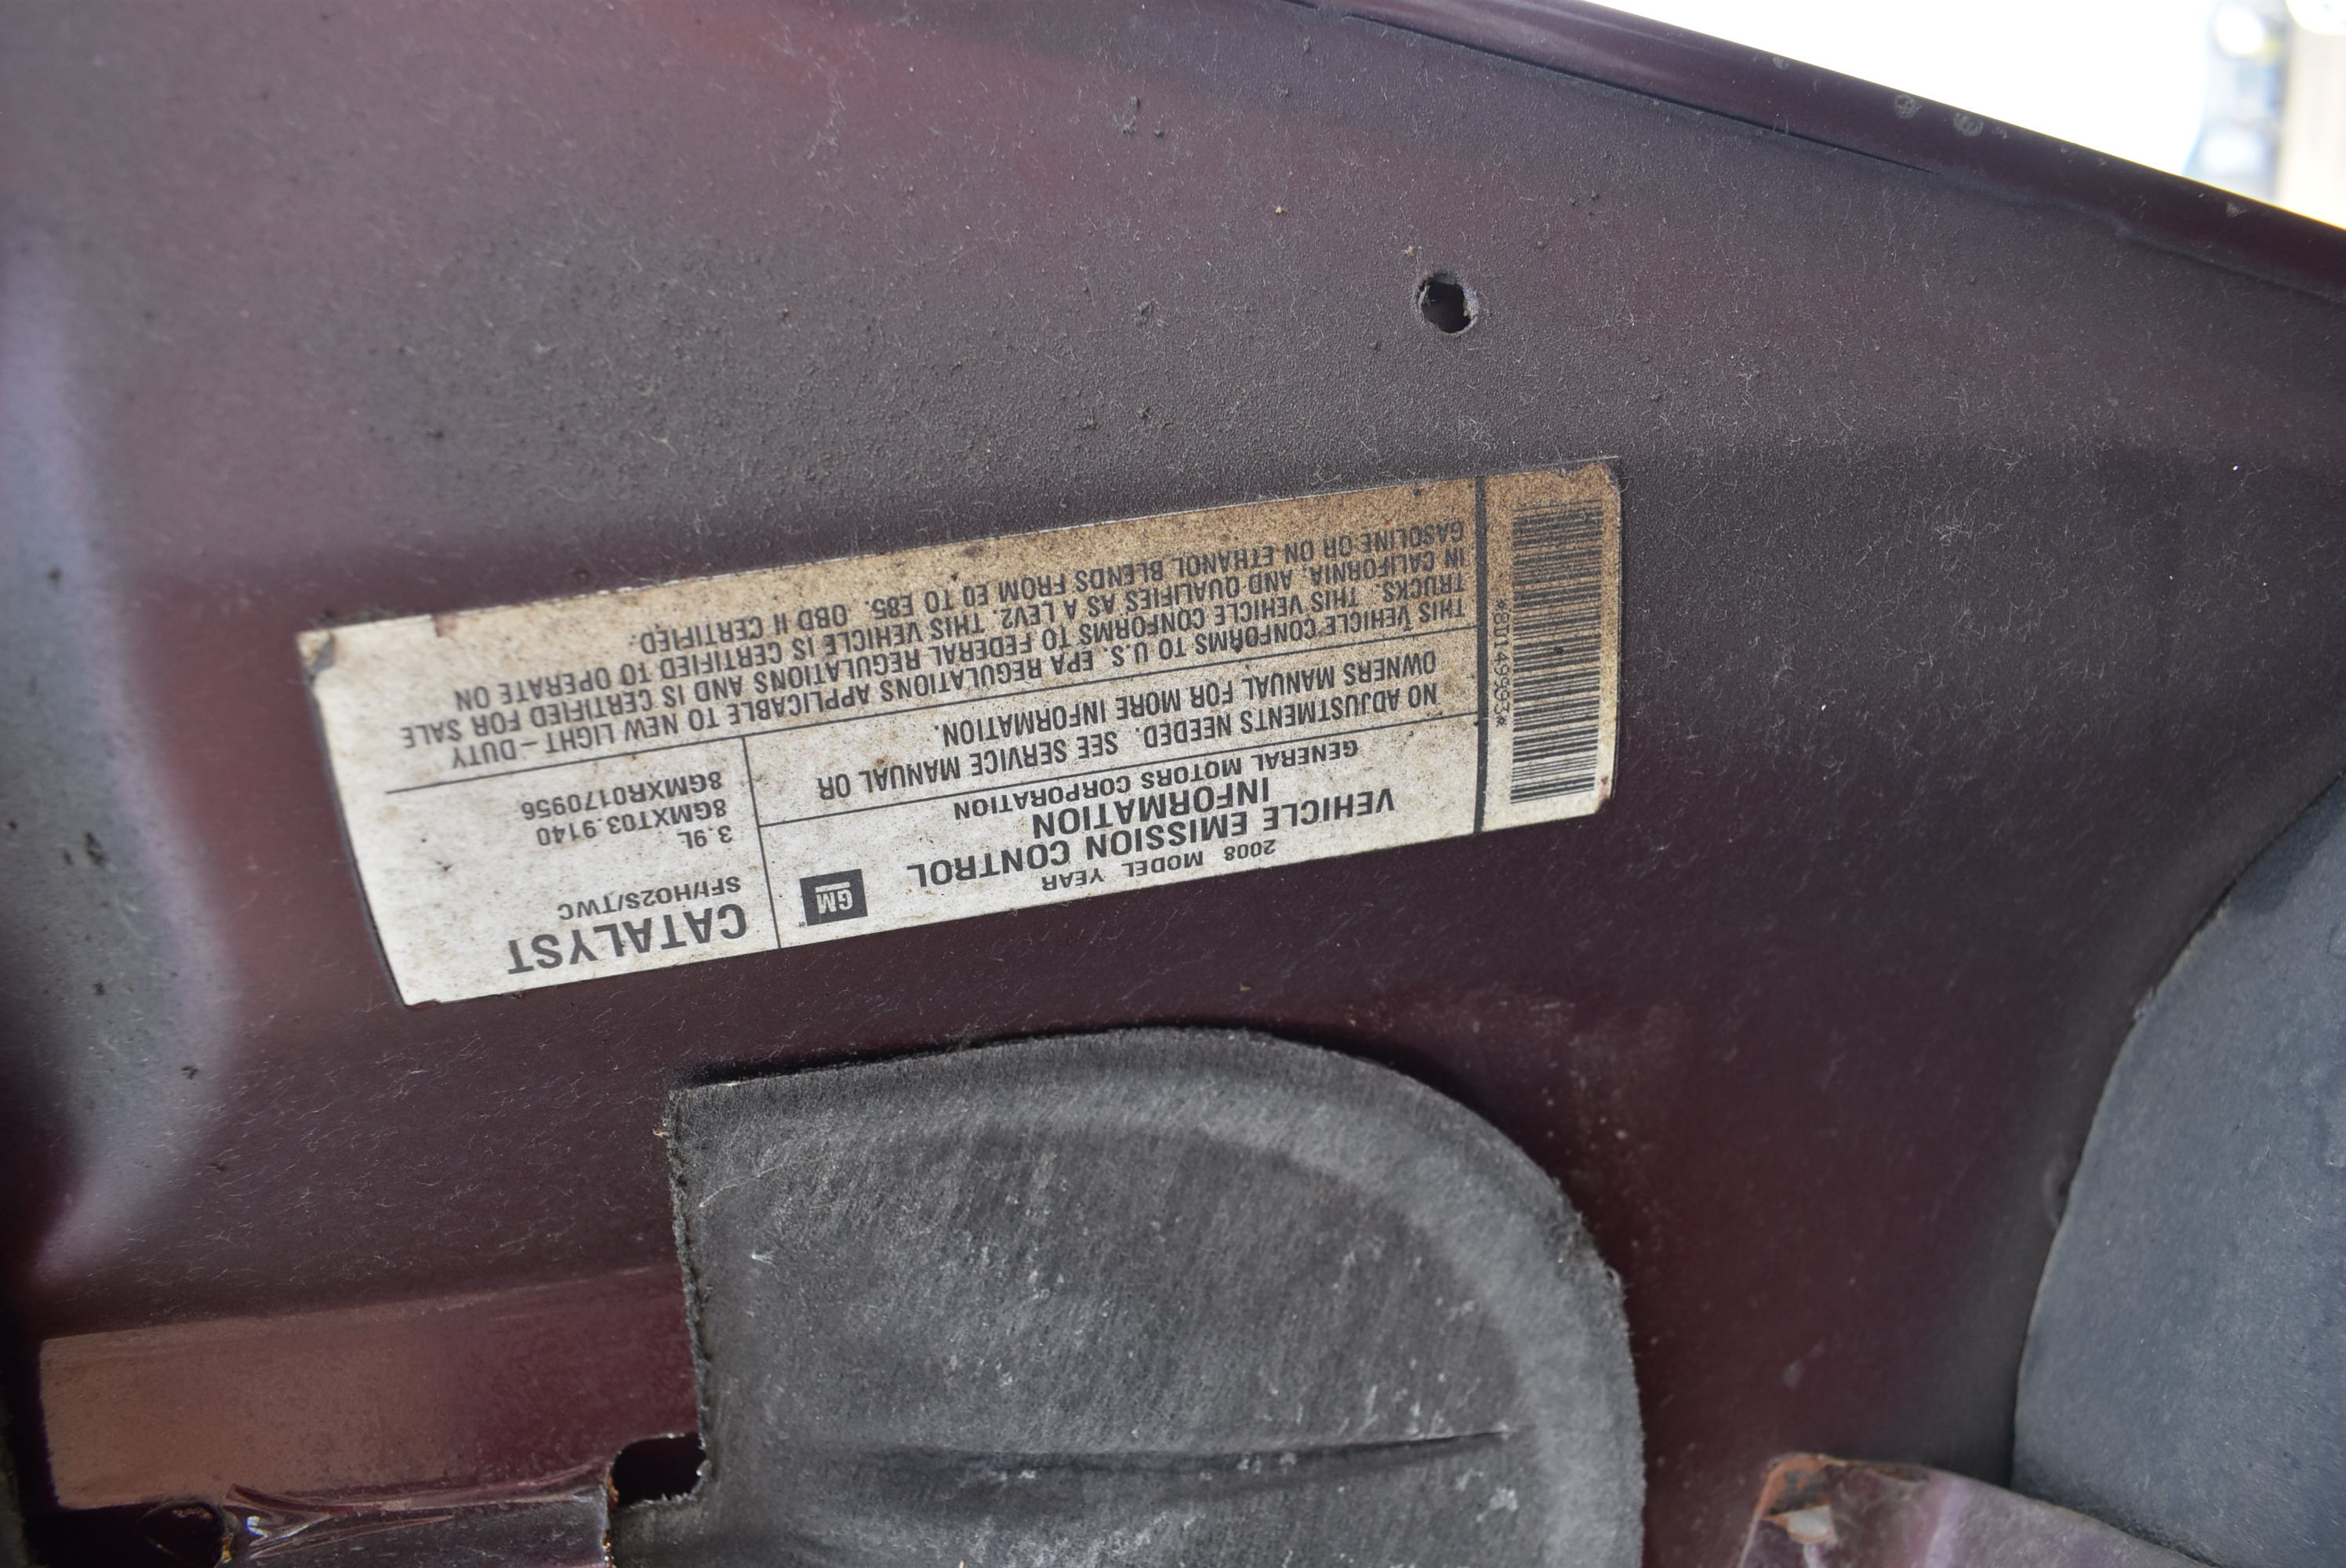 CATALYST
SFI/HO2S/TWC
3.9L
8GMXT03.9140
8GMXR0170956
GM
2008 MODEL YEAR
VEHICLE EMISSION CONTROL
INFORMATION
GENERAL MOTORS CORPORATION
NO ADJUSTMENTS NEEDED. SEE SERVICE MANUAL OR
OWNERS MANUAL FOR MORE INFORMATION.
THIS VEHICLE CONFORMS TO U.S. EPA REGULATIONS APPLICABLE TO NEW LIGHT-DUTY
TRUCKS. THIS VEHICLE CONFORMS TO FEDERAL REGULATIONS AND IS CERTIFIED FOR SALE
IN CALIFORNIA, AND QUALIFIES AS A LEV2. THIS VEHICLE IS CERTIFIED TO OPERATE ON
GASOLINE OR ON ETHANOL BLENDS FROM E0 TO E85. OBD II CERTIFIED.